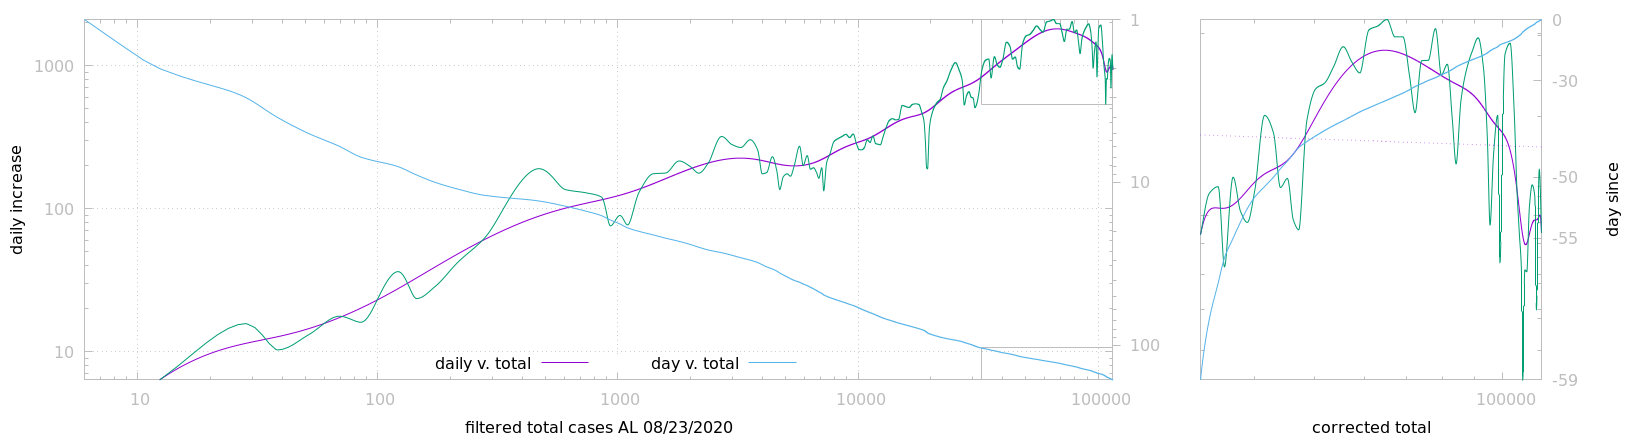 daily increase
1000
100
10
10
100
1000
10000
100000
filtered total cases AL 08/23/2020
daily v. total
day v. total
1
10
100
0
-30
-50
-55
-59
day since
100000
corrected total